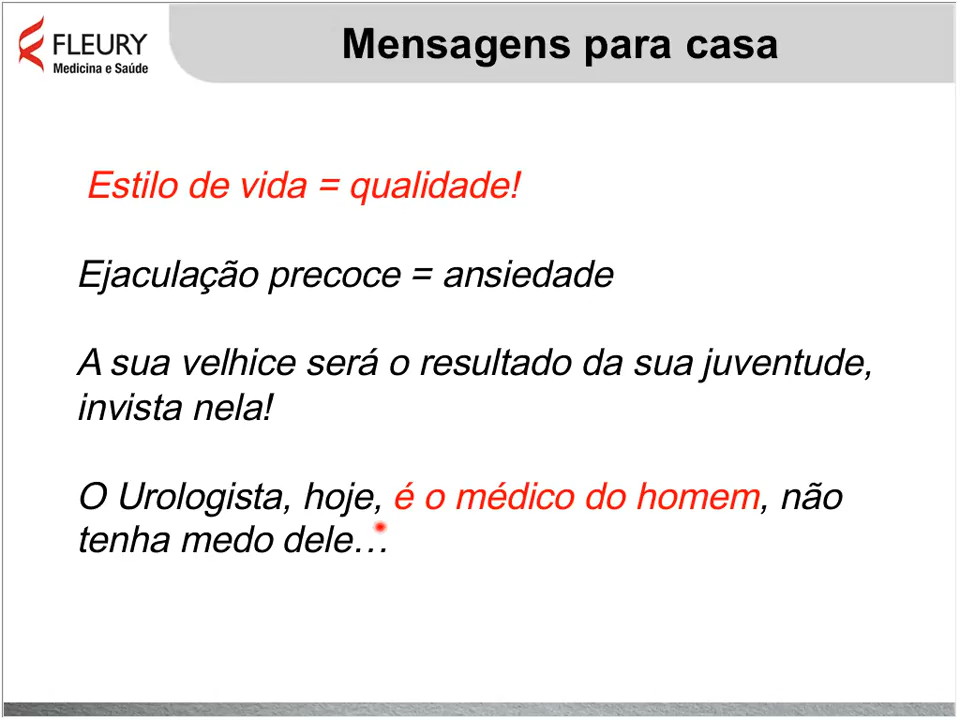 FLEURY
Medicina e Saúde
Mensagens para casa
Estilo de vida = qualidade!
Ejaculação precoce = ansiedade
A sua velhice será o resultado da sua juventude,
invista nela!
O Urologista, hoje, é o médico do homem, não
tenha medo dele…